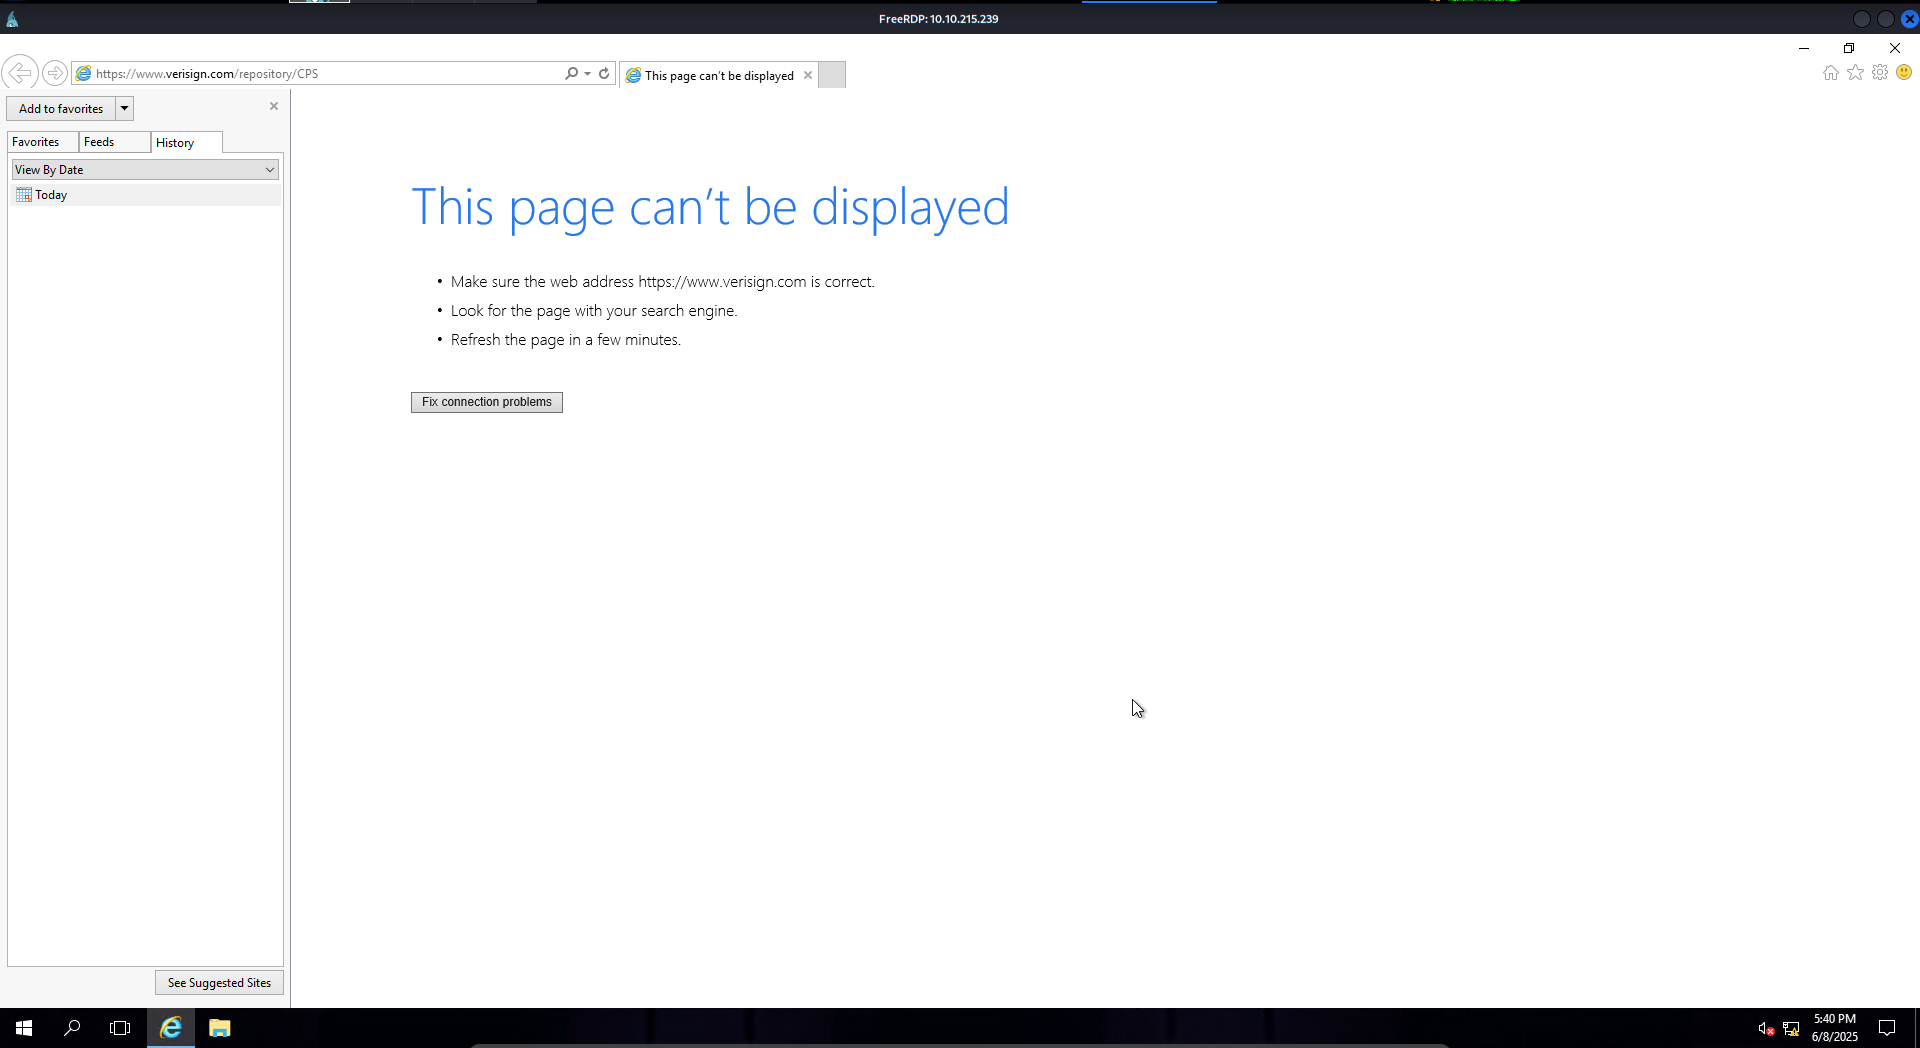 FreeRDP: 10.10.215.239
https://www.verisign.com/repository/CPS
This page can't be displayed
Add to favorites
Favorites
Feeds
History
View By Date
Today
This page can’t be displayed
Make sure the web address https://www.verisign.com is correct.
Look for the page with your search engine.
Refresh the page in a few minutes.
Fix connection problems
See Suggested Sites
5:40 PM
6/8/2025